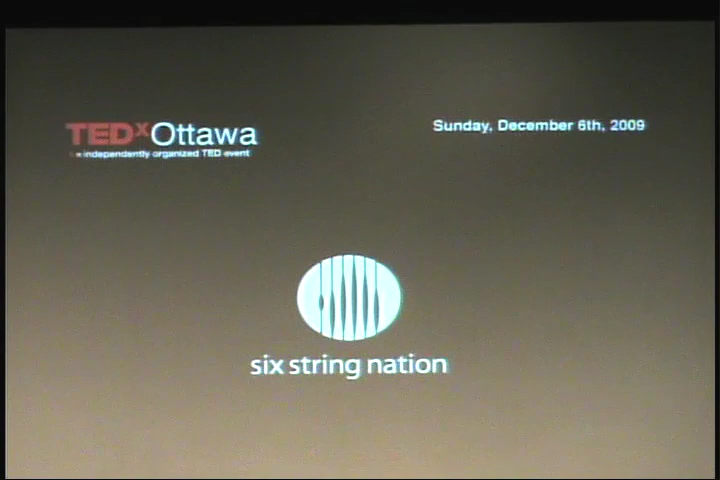 TEDxOttawa
independently organized TED event
Sunday, December 6th, 2009
six string nation